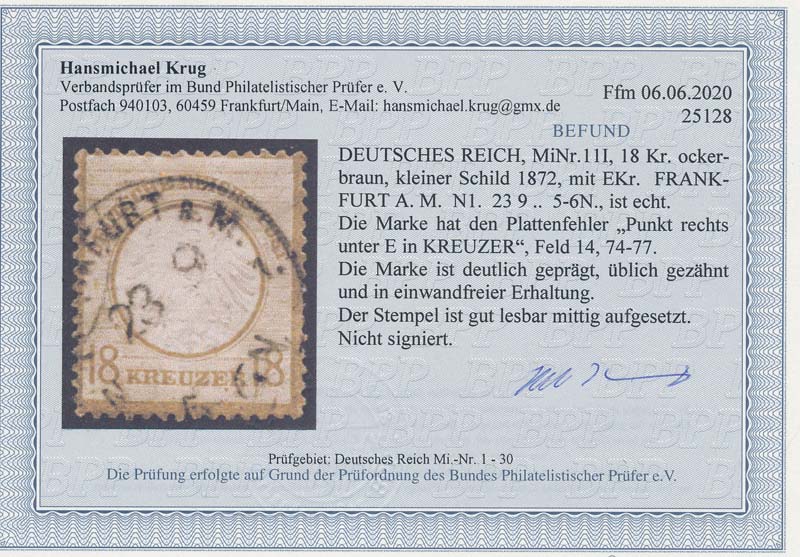 Hansmichael Krug
Verbandsprüfer im Bund Philatelistischer Prüfer e. V.
Postfach 940103, 60459 Frankfurt/Main, E-Mail: hansmichael.krug@gmx.de
Ffm 06.06.2020
25128
BEFUND
DEUTSCHES REICH, MiNr.11I, 18 Kr. ocker-
braun, kleiner Schild 1872, mit EKr. FRANK-
FURT A. M. N1. 23 9 .. 5-6N., ist echt.
Die Marke hat den Plattenfehler „Punkt rechts
unter E in KREUZER“, Feld 14, 74-77.
Die Marke ist deutlich geprägt, üblich gezähnt
und in einwandfreier Erhaltung.
Der Stempel ist gut lesbar mittig aufgesetzt.
Nicht signiert.
FURT a. M.
9
23
18 KREUZER 18
Prüfgebiet: Deutsches Reich Mi.-Nr. 1 - 30
Die Prüfung erfolgte auf Grund der Prüfordnung des Bundes Philatelistischer Prüfer e.V.